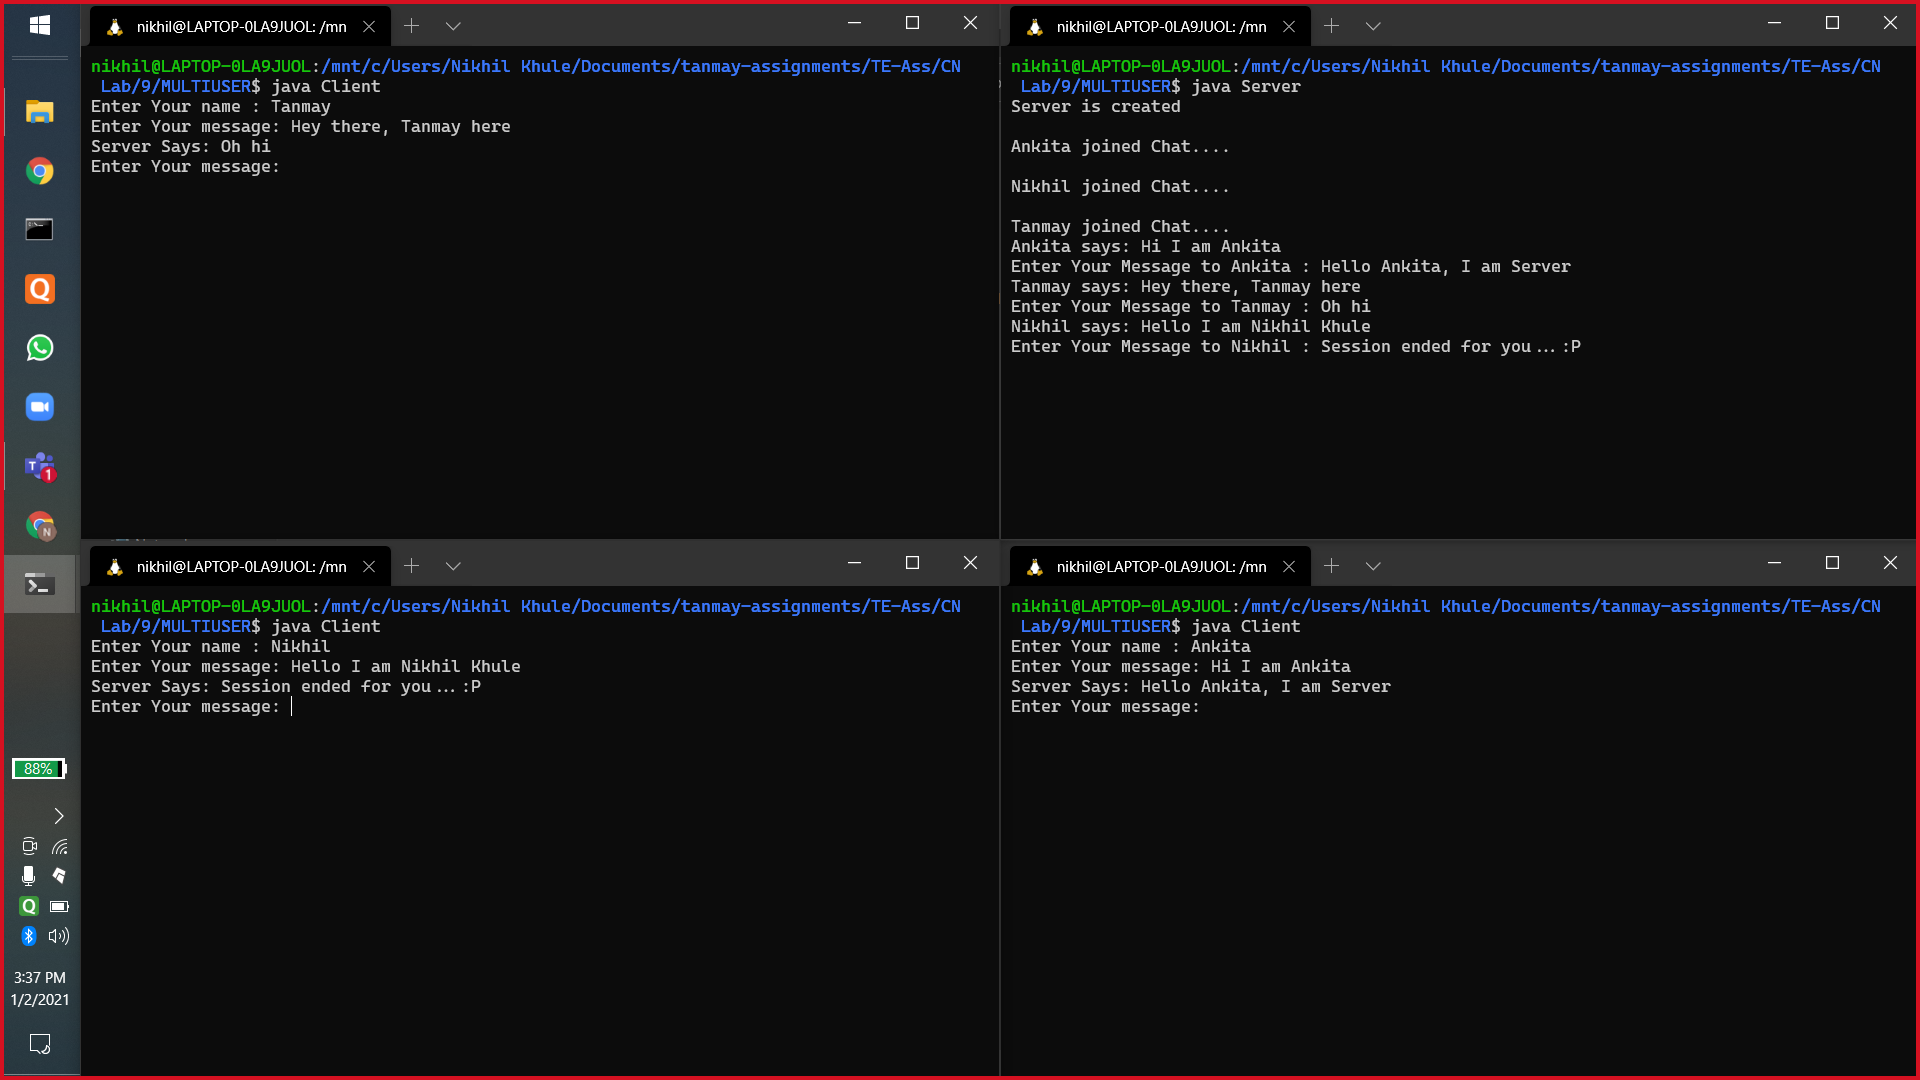 nikhil@LAPTOP-0LA9JUOL: /mn
nikhil@LAPTOP-0LA9JUOL:/mnt/c/Users/Nikhil Khule/Documents/tanmay-assignments/TE-Ass/CN
Lab/9/MULTIUSER$ java Client
Enter Your name : Tanmay
Enter Your message: Hey there, Tanmay here
Server Says: Oh hi
Enter Your message:
nikhil@LAPTOP-0LA9JUOL: /mn
nikhil@LAPTOP-0LA9JUOL:/mnt/c/Users/Nikhil Khule/Documents/tanmay-assignments/TE-Ass/CN
Lab/9/MULTIUSER$ java Server
Server is created
Ankita joined Chat....
Nikhil joined Chat....
Tanmay joined Chat....
Ankita says: Hi I am Ankita
Enter Your Message to Ankita : Hello Ankita, I am Server
Tanmay says: Hey there, Tanmay here
Enter Your Message to Tanmay : Oh hi
Nikhil says: Hello I am Nikhil Khule
Enter Your Message to Nikhil : Session ended for you...:P
nikhil@LAPTOP-0LA9JUOL: /mn
nikhil@LAPTOP-0LA9JUOL:/mnt/c/Users/Nikhil Khule/Documents/tanmay-assignments/TE-Ass/CN
Lab/9/MULTIUSER$ java Client
Enter Your name : Nikhil
Enter Your message: Hello I am Nikhil Khule
Server Says: Session ended for you...:P
Enter Your message:
nikhil@LAPTOP-0LA9JUOL: /mn
nikhil@LAPTOP-0LA9JUOL:/mnt/c/Users/Nikhil Khule/Documents/tanmay-assignments/TE-Ass/CN
Lab/9/MULTIUSER$ java Client
Enter Your name : Ankita
Enter Your message: Hi I am Ankita
Server Says: Hello Ankita, I am Server
Enter Your message:
Q
T
1
N
88%
Q
3:37 PM
1/2/2021